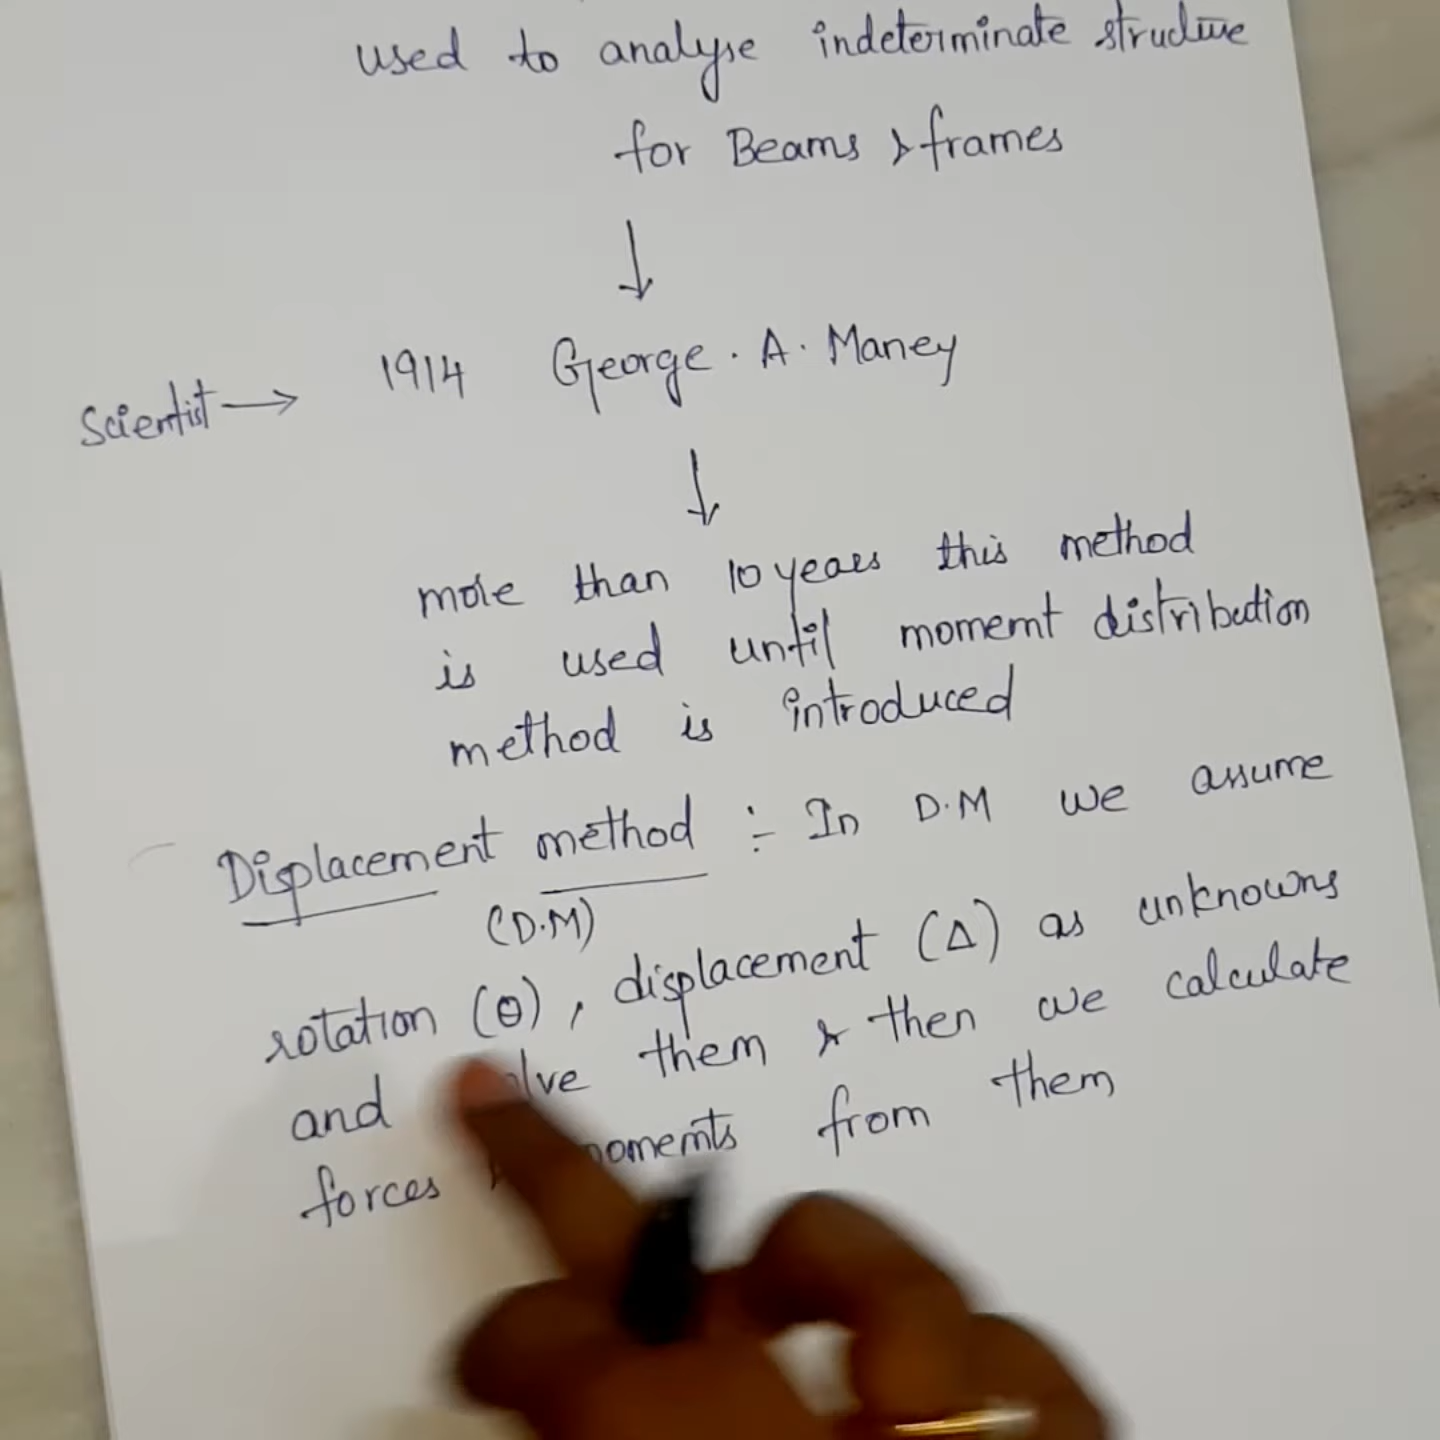 used to analyse indeterminate structure
for Beams & frames
↓
Scientist → 1914 George. A. Maney
↓
more than 10 years this method
is used until moment distribution
method is introduced
Displacement method :- In D.M we assume
(D.M)
rotation (θ), displacement (Δ) as unknowns
and them & then we calculate
forces from them